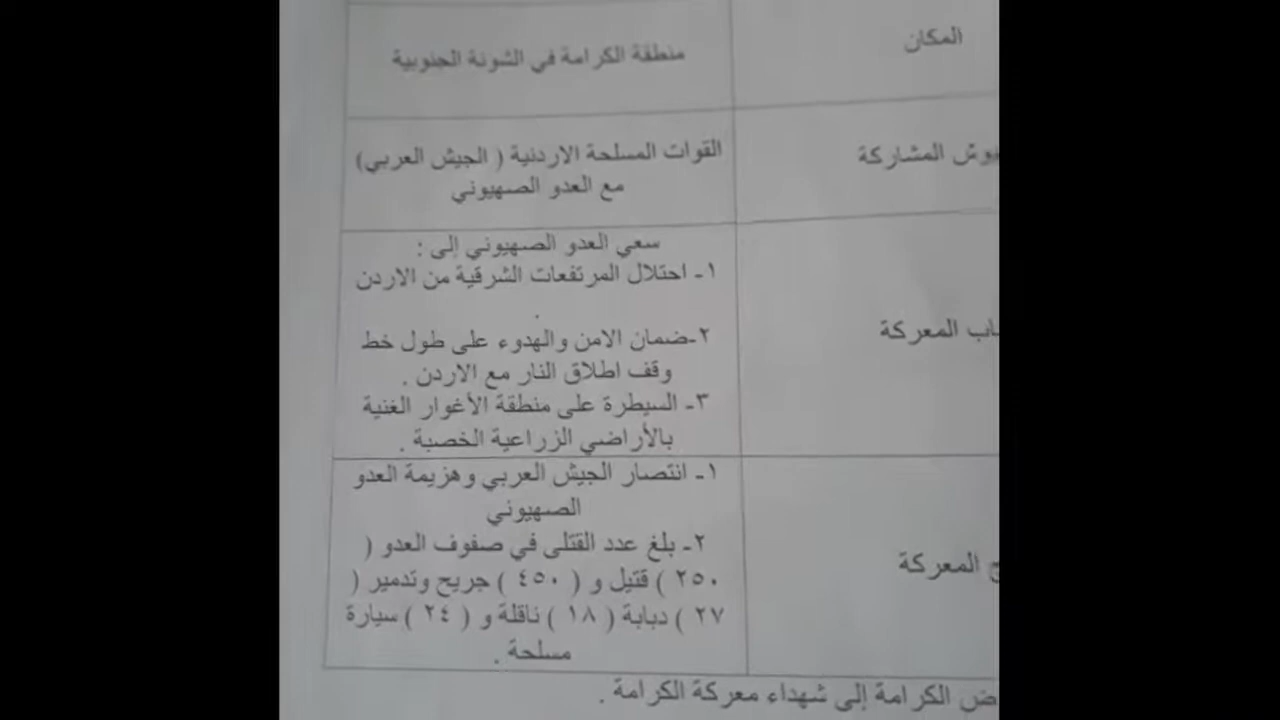 المكان
منطقة الكرامة في الشونة الجنوبية
المشاركة
القوات المسلحة الاردنية ( الجيش العربي)
مع العدو الصهيوني
المعركة
سعي العدو الصهيوني إلى :
١- احتلال المرتفعات الشرقية من الاردن
.
٢-ضمان الامن والهدوء على طول خط
وقف اطلاق النار مع الاردن .
٣- السيطرة على منطقة الأغوار الغنية
بالأراضي الزراعية الخصبة .
المعركة
١- انتصار الجيش العربي وهزيمة العدو
الصهيوني
٢- بلغ عدد القتلى في صفوف العدو (
٢٥٠ ) قتيل و ( ٤٥٠ ) جريح وتدمير (
٢٧ ) دبابة ( ١٨ ) ناقلة و ( ٢٤ ) سيارة
مسلحة .
الكرامة إلى شهداء معركة الكرامة .